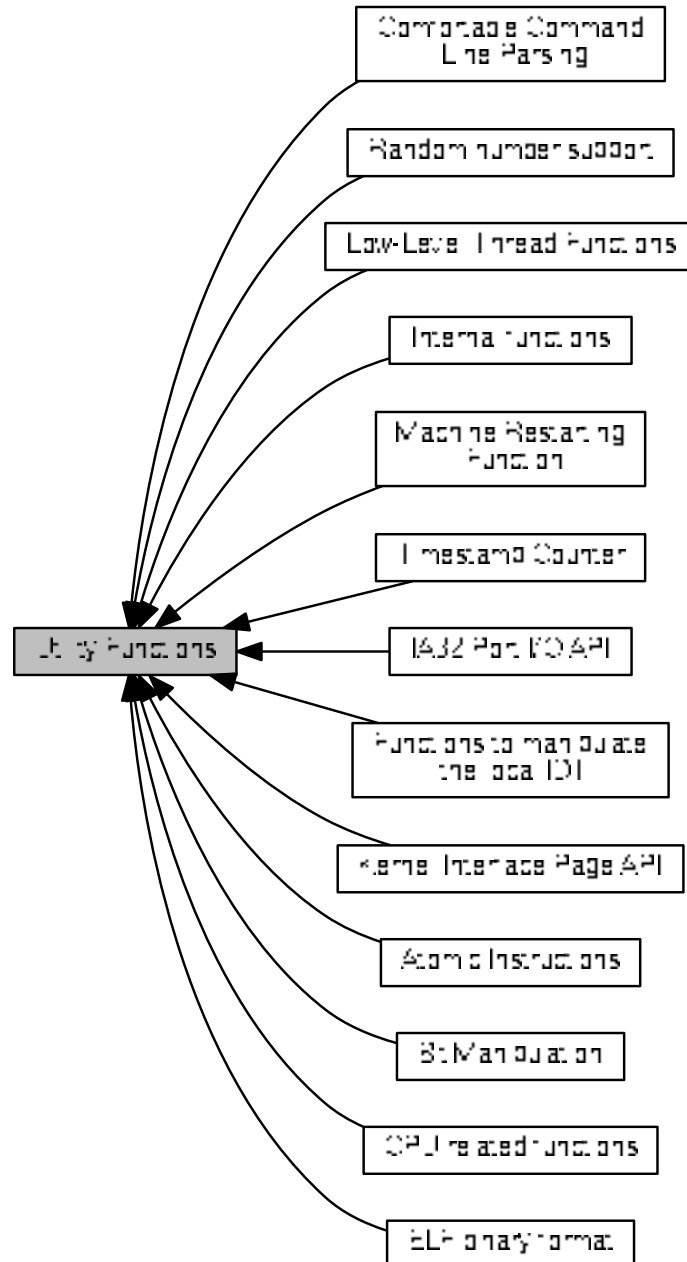 Comfortable Command
Line Parsing
Random number support
Low-Level Thread Functions
Internal functions
Machine Restarting
Function
Timestamp Counter
Utility Functions
IA32 Port I/O API
Functions to manipulate
the local IDT
Kernel Interface Page API
Atomic Instructions
Bit Manipulation
CPU related functions
ELF binary format